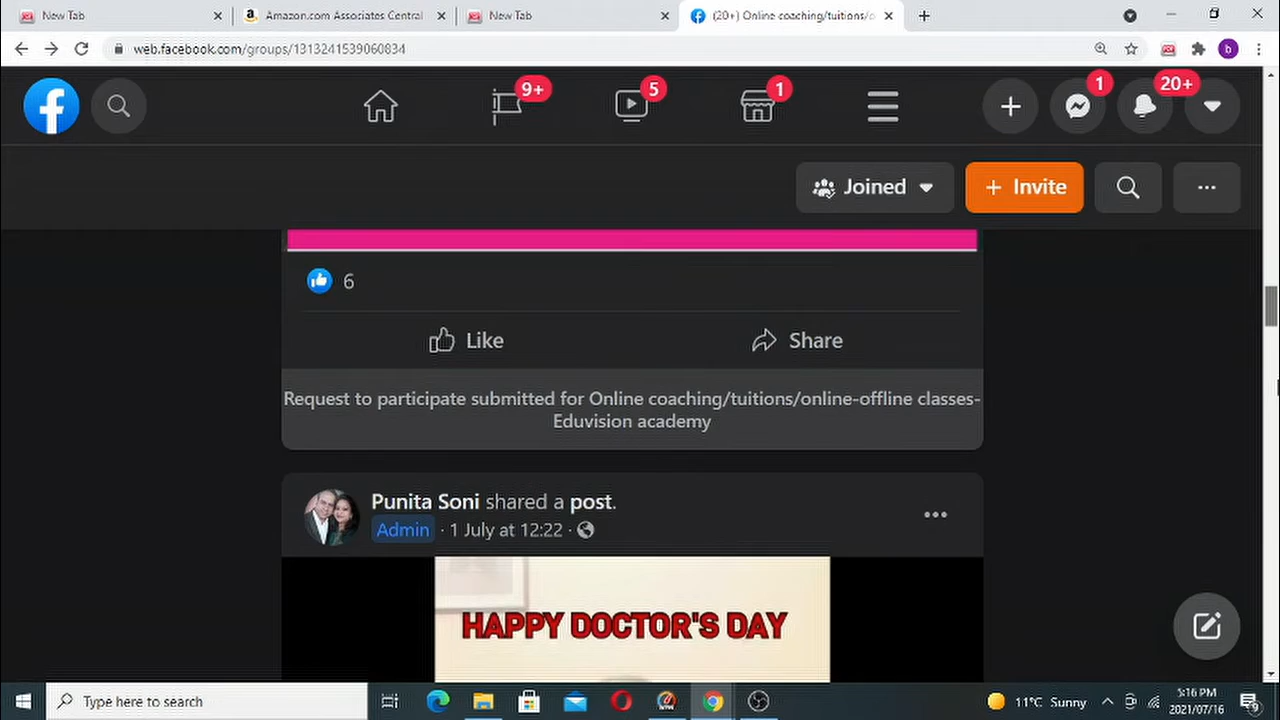 New Tab
Amazon.com Associates Central
New Tab
(20+) Online coaching/tuitions/o
web.facebook.com/groups/1313241539060834
b
9+
5
1
1
20+
Joined
+ Invite
6
Like
Share
Request to participate submitted for Online coaching/tuitions/online-offline classes-
Eduvision academy
Punita Soni shared a post.
Admin · 1 July at 12:22 ·
HAPPY DOCTOR'S DAY
Type here to search
11°C Sunny
5:16 PM
2021/07/16